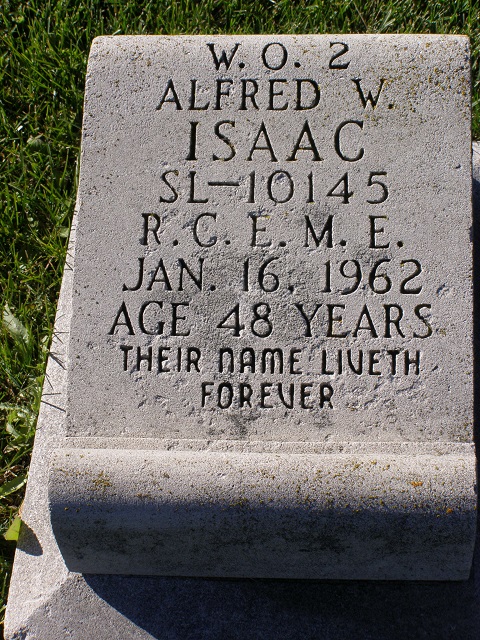 W. O. 2
ALFRED W.
ISAAC
SL-10145
R. C. E. M. E.
JAN. 16, 1962
AGE 48 YEARS
THEIR NAME LIVETH
FOREVER